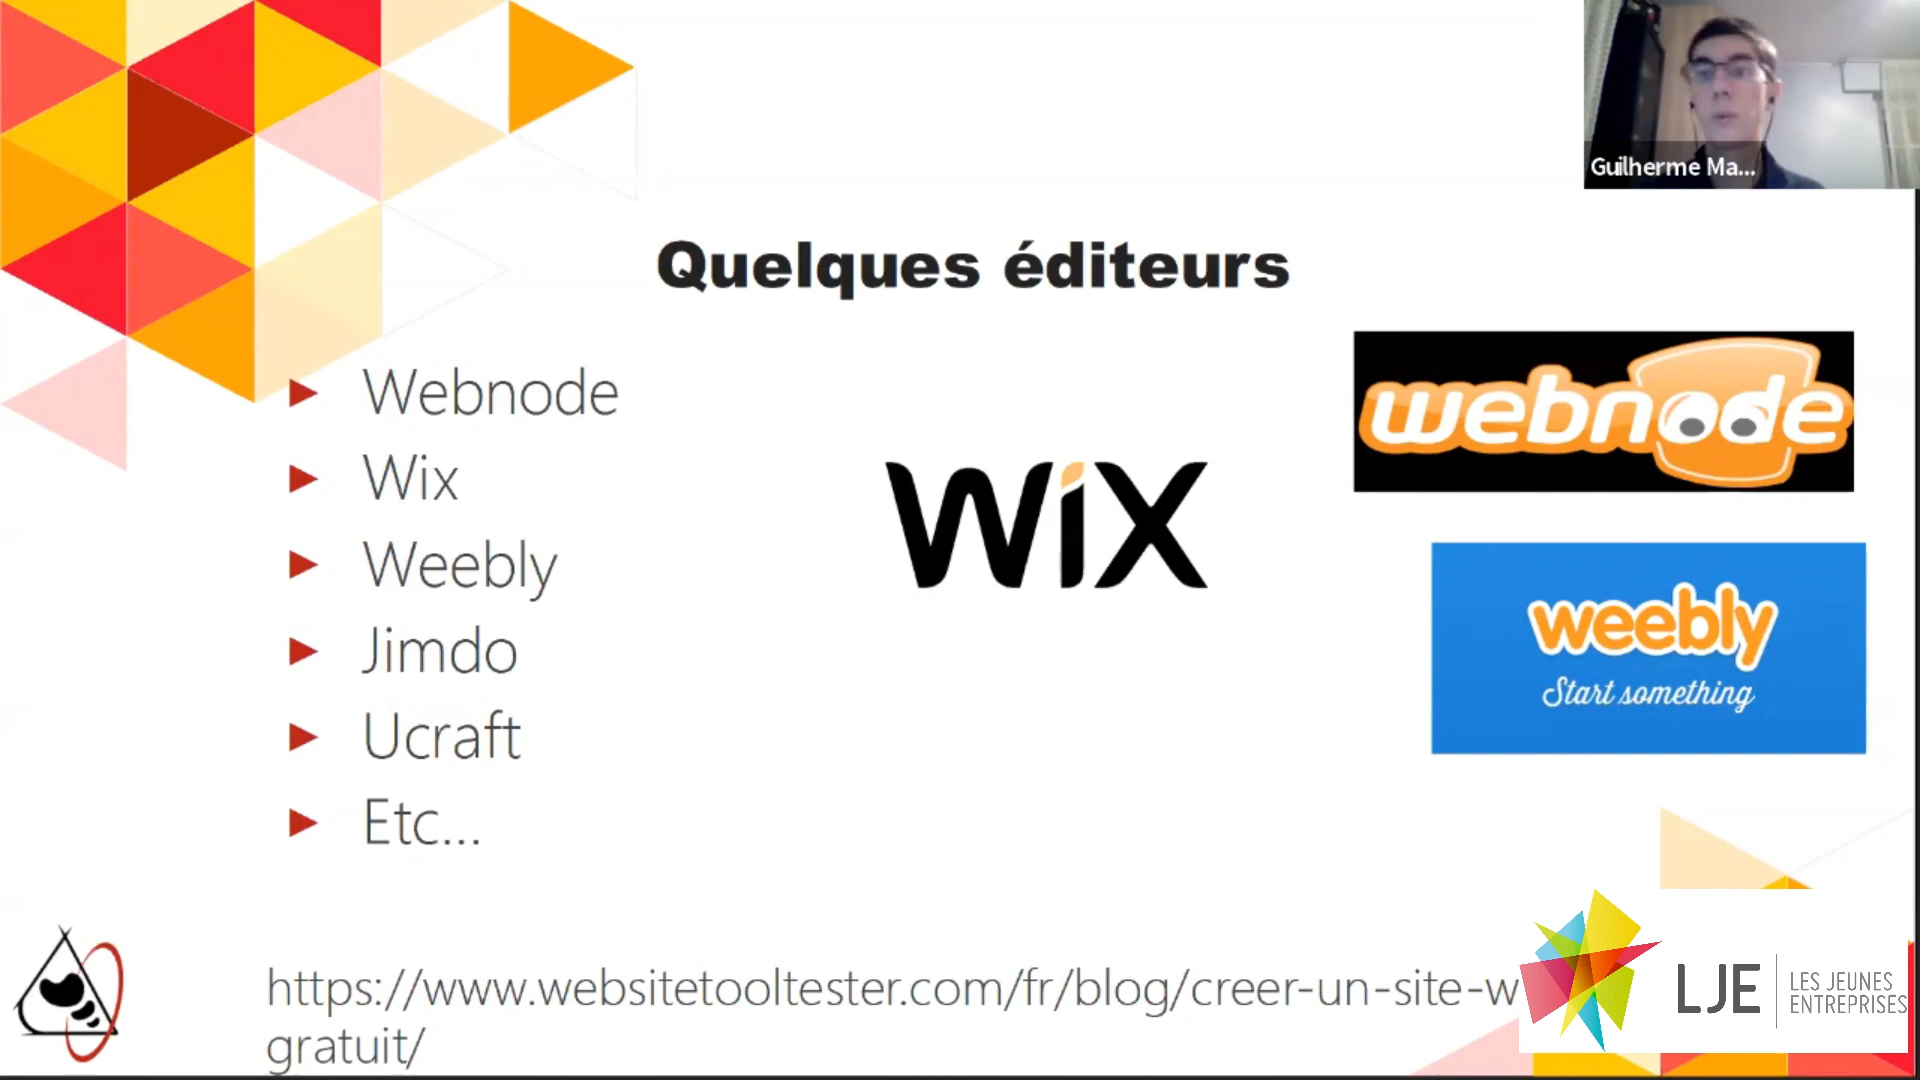 Guilherme Ma...
Quelques éditeurs
Webnode
Wix
Weebly
Jimdo
Ucraft
Etc...
WiX
webnode
weebly
Start something
https://www.websitetooltester.com/fr/blog/creer-un-site-w
gratuit/
LJE
LES JEUNES
ENTREPRISES